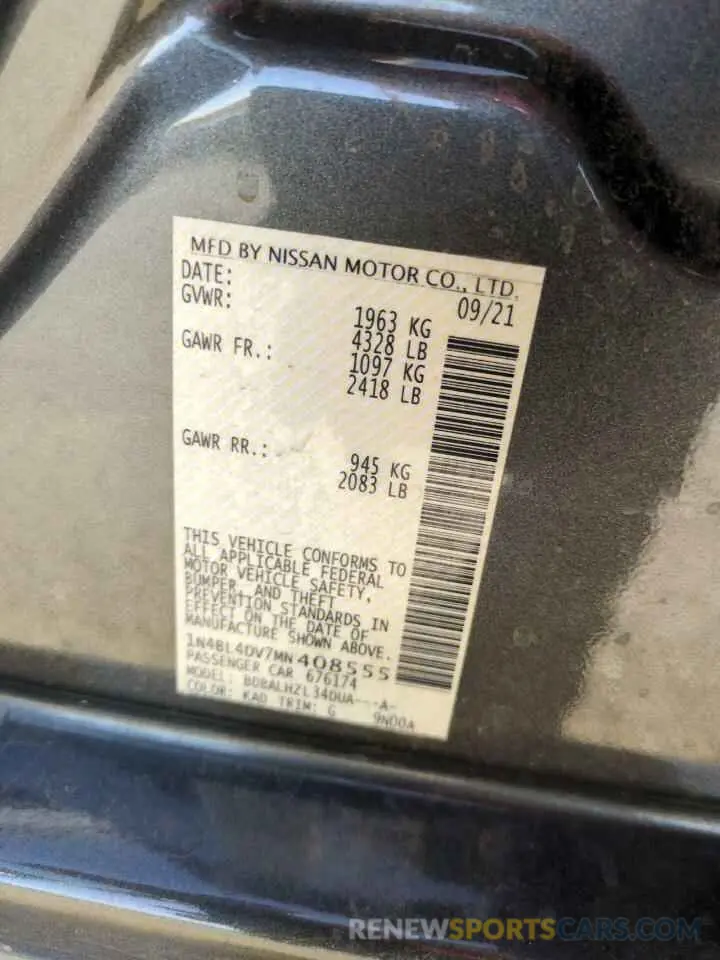 MFD BY NISSAN MOTOR CO., LTD.
DATE: 09/21
GVWR: 1963 KG
4328 LB
GAWR FR.: 1097 KG
2418 LB
GAWR RR.: 945 KG
2083 LB
THIS VEHICLE CONFORMS TO
ALL APPLICABLE FEDERAL
MOTOR VEHICLE SAFETY,
BUMPER, AND THEFT
PREVENTION STANDARDS IN
EFFECT ON THE DATE OF
MANUFACTURE SHOWN ABOVE.
1N4BL4DV7MN408555
PASSENGER CAR 676174
MODEL: BDBALHZL34DUA---A-
COLOR: KAD TRIM: G 9N00A
RENEWSPORTSCARS.COM